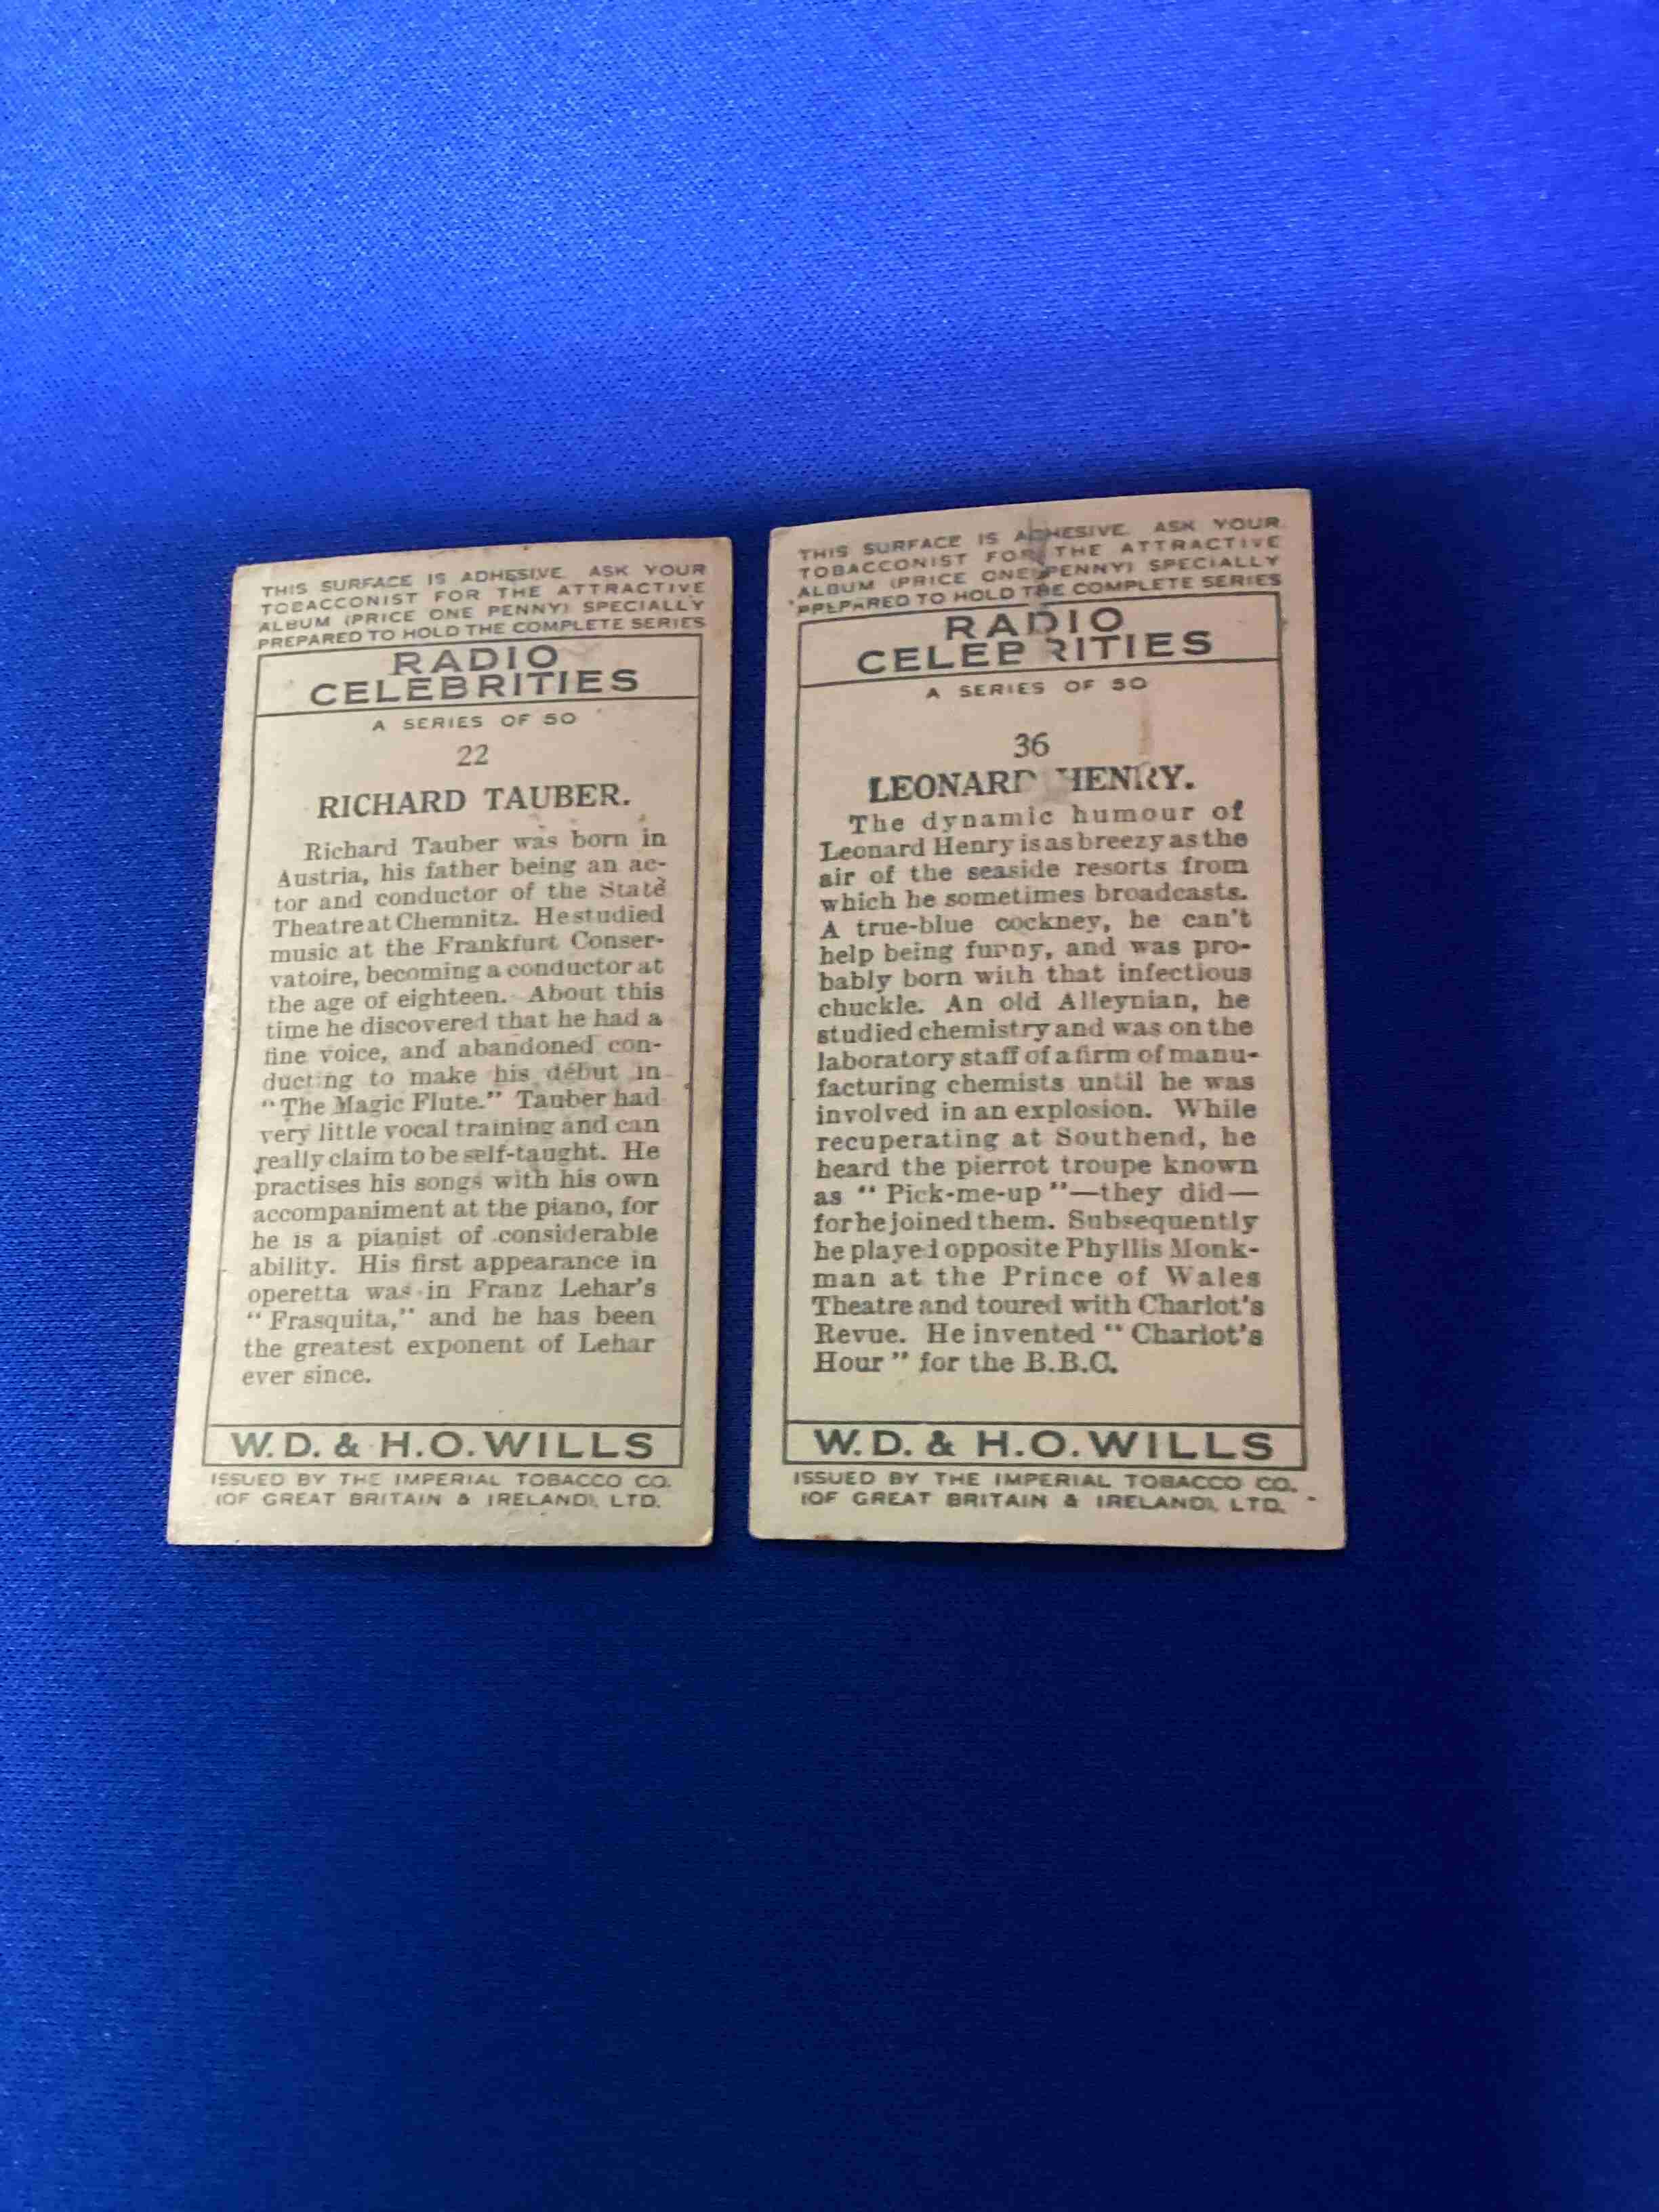 THIS SURFACE IS ADHESIVE. ASK YOUR
TOBACCONIST FOR THE ATTRACTIVE
ALBUM (PRICE ONE PENNY) SPECIALLY
PREPARED TO HOLD THE COMPLETE SERIES
RADIO
CELEBRITIES
A SERIES OF 50
22
RICHARD TAUBER.
Richard Tauber was born in
Austria, his father being an ac-
tor and conductor of the State
Theatre at Chemnitz. He studied
music at the Frankfurt Conser-
vatoire, becoming a conductor at
the age of eighteen. About this
time he discovered that he had a
fine voice, and abandoned con-
ducting to make his début in
"The Magic Flute." Tauber had
very little vocal training and can
really claim to be self-taught. He
practises his songs with his own
accompaniment at the piano, for
he is a pianist of considerable
ability. His first appearance in
operetta was in Franz Lehar's
"Frasquita," and he has been
the greatest exponent of Lehar
ever since.
W.D. & H.O. WILLS
ISSUED BY THE IMPERIAL TOBACCO CO.
(OF GREAT BRITAIN & IRELAND), LTD.
THIS SURFACE IS ADHESIVE. ASK YOUR
TOBACCONIST FOR THE ATTRACTIVE
ALBUM (PRICE ONE PENNY) SPECIALLY
PREPARED TO HOLD THE COMPLETE SERIES
RADIO
CELEBRITIES
A SERIES OF 50
36
LEONARD HENRY.
The dynamic humour of
Leonard Henry is as breezy as the
air of the seaside resorts from
which he sometimes broadcasts.
A true-blue cockney, he can't
help being funny, and was pro-
bably born with that infectious
chuckle. An old Alleynian, he
studied chemistry and was on the
laboratory staff of a firm of manu-
facturing chemists until he was
involved in an explosion. While
recuperating at Southend, he
heard the pierrot troupe known
as "Pick-me-up"—they did—
for he joined them. Subsequently
he played opposite Phyllis Monk-
man at the Prince of Wales
Theatre and toured with Charlot's
Revue. He invented "Charlot's
Hour" for the B.B.C.
W.D. & H.O. WILLS
ISSUED BY THE IMPERIAL TOBACCO CO.
(OF GREAT BRITAIN & IRELAND), LTD.